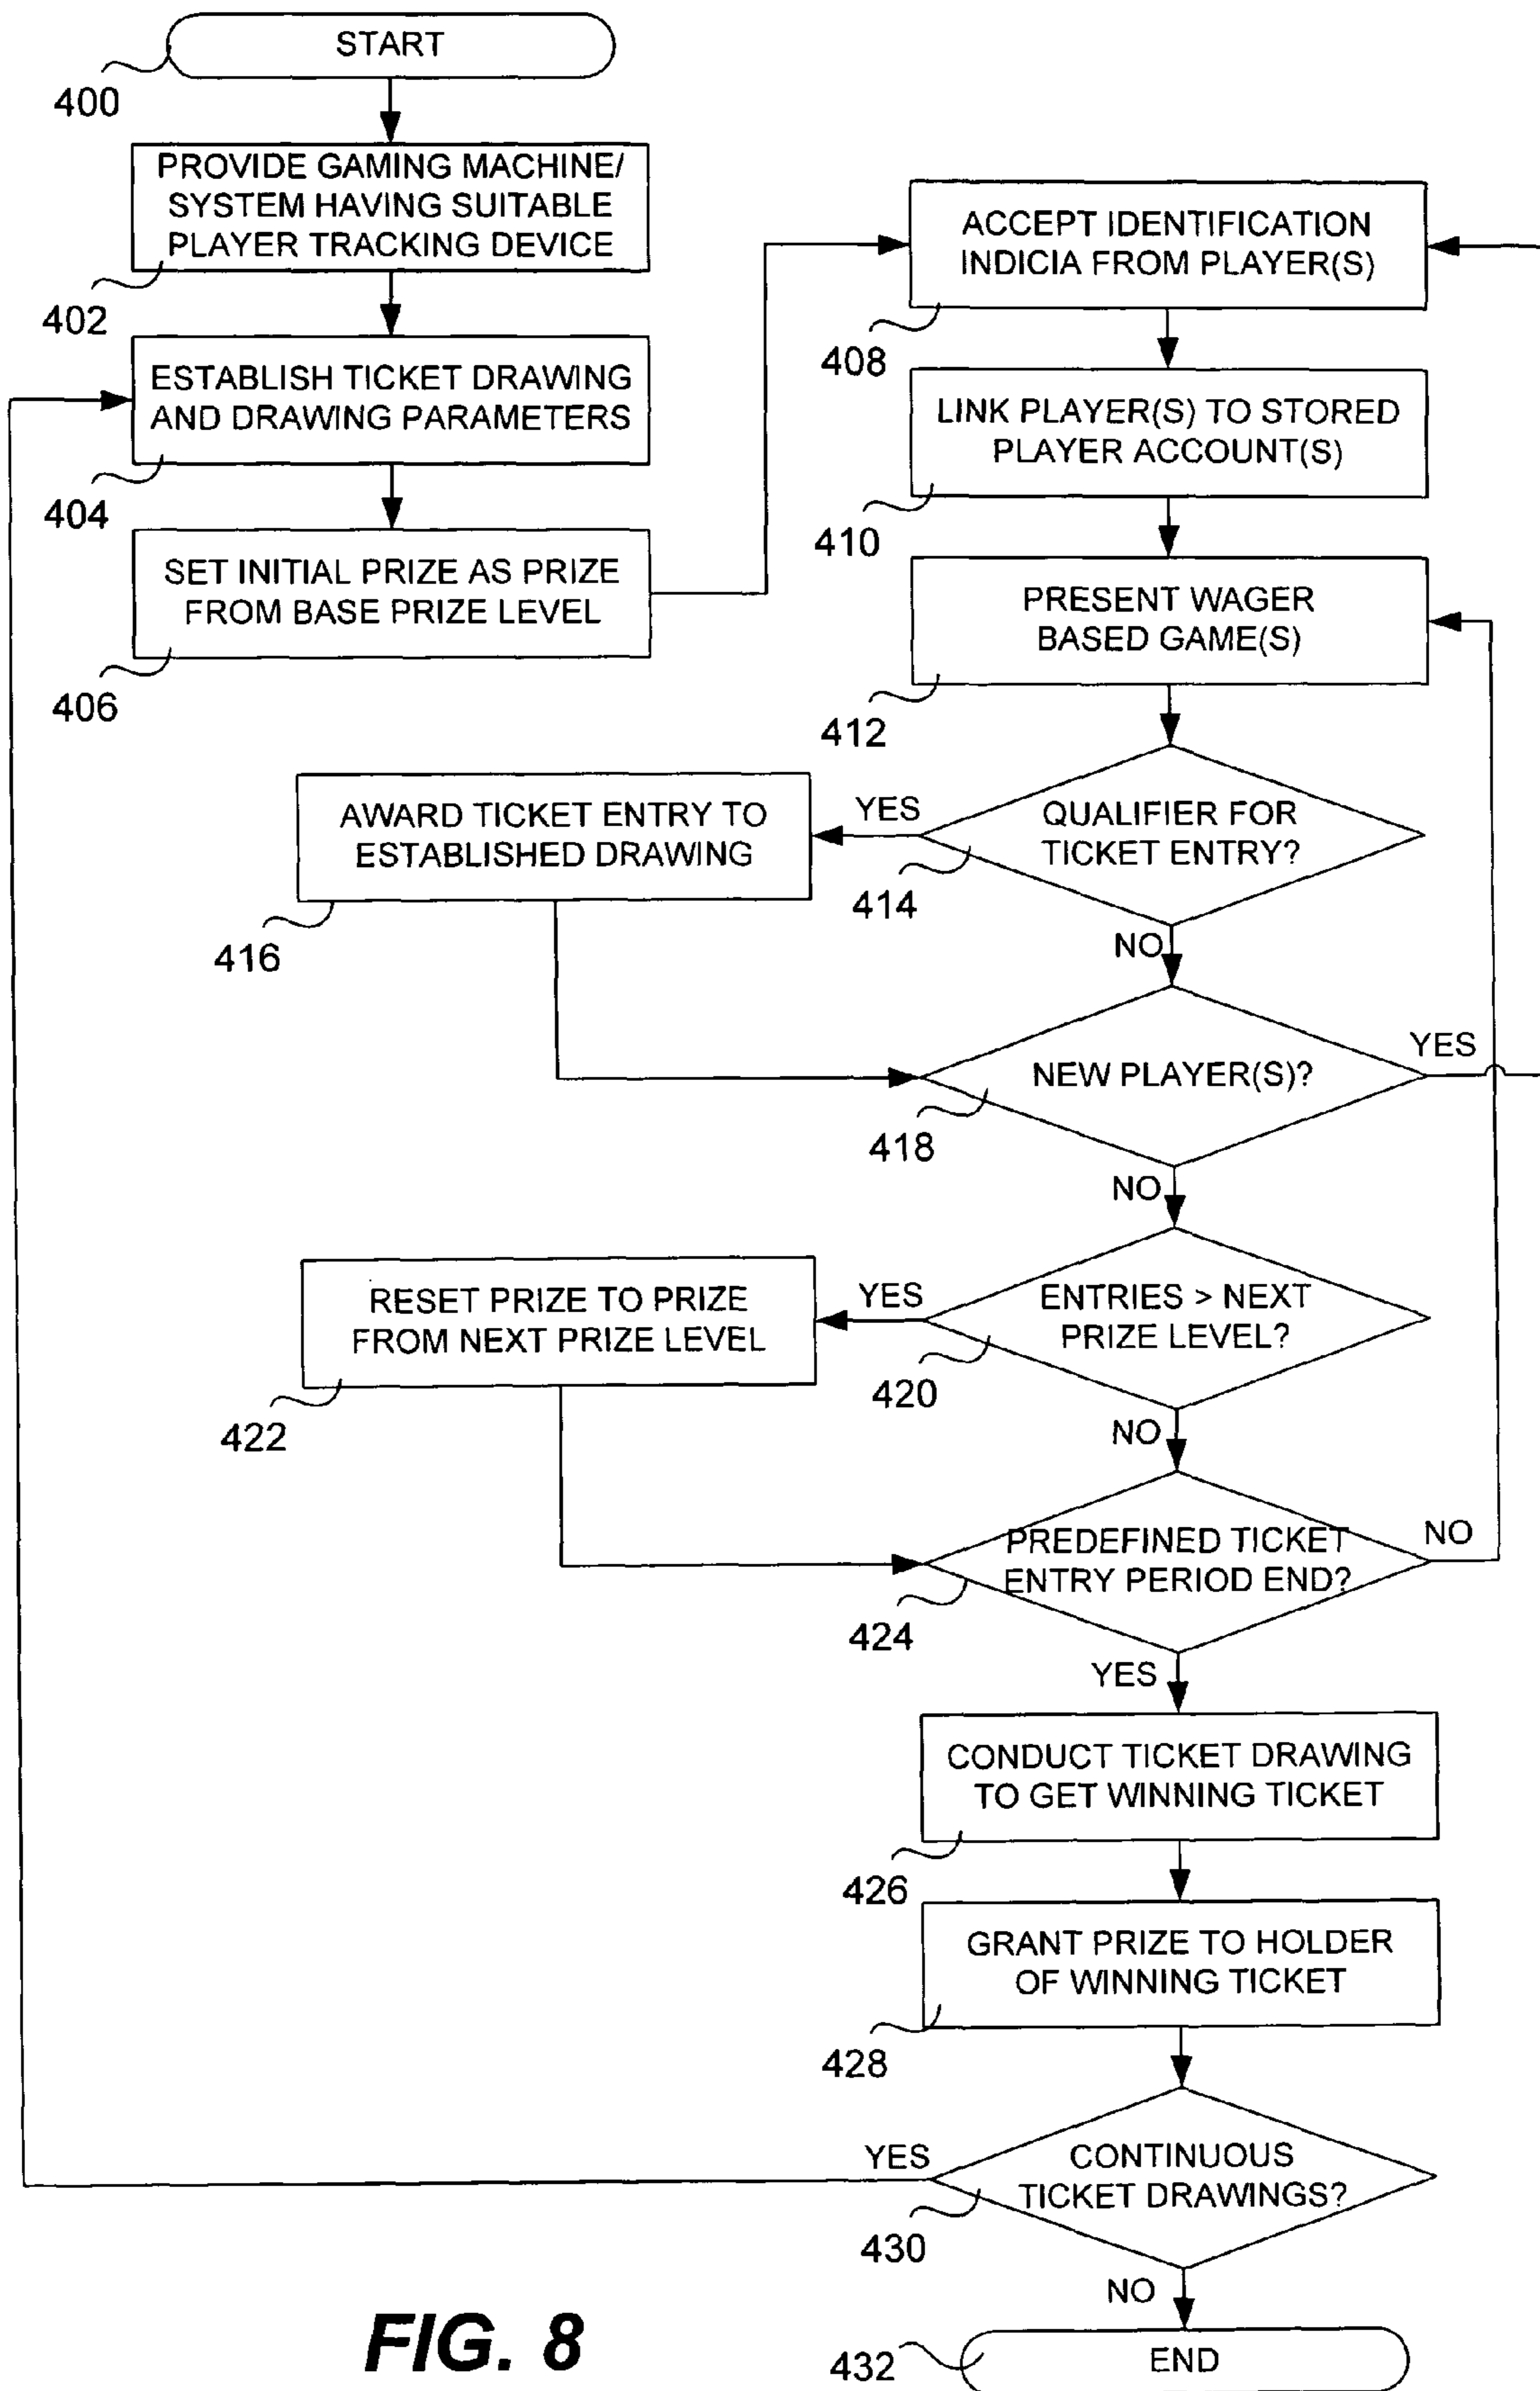 START
400
PROVIDE GAMING MACHINE/
SYSTEM HAVING SUITABLE
PLAYER TRACKING DEVICE
402
ESTABLISH TICKET DRAWING
AND DRAWING PARAMETERS
404
SET INITIAL PRIZE AS PRIZE
FROM BASE PRIZE LEVEL
406
ACCEPT IDENTIFICATION
INDICIA FROM PLAYER(S)
408
LINK PLAYER(S) TO STORED
PLAYER ACCOUNT(S)
410
PRESENT WAGER
BASED GAME(S)
412
QUALIFIER FOR
TICKET ENTRY?
414
YES
AWARD TICKET ENTRY TO
ESTABLISHED DRAWING
416
NO
NEW PLAYER(S)?
418
YES
NO
ENTRIES > NEXT
PRIZE LEVEL?
420
YES
RESET PRIZE TO PRIZE
FROM NEXT PRIZE LEVEL
422
NO
PREDEFINED TICKET
ENTRY PERIOD END?
424
NO
YES
CONDUCT TICKET DRAWING
TO GET WINNING TICKET
426
GRANT PRIZE TO HOLDER
OF WINNING TICKET
428
CONTINUOUS
TICKET DRAWINGS?
430
YES
NO
END
432
FIG. 8